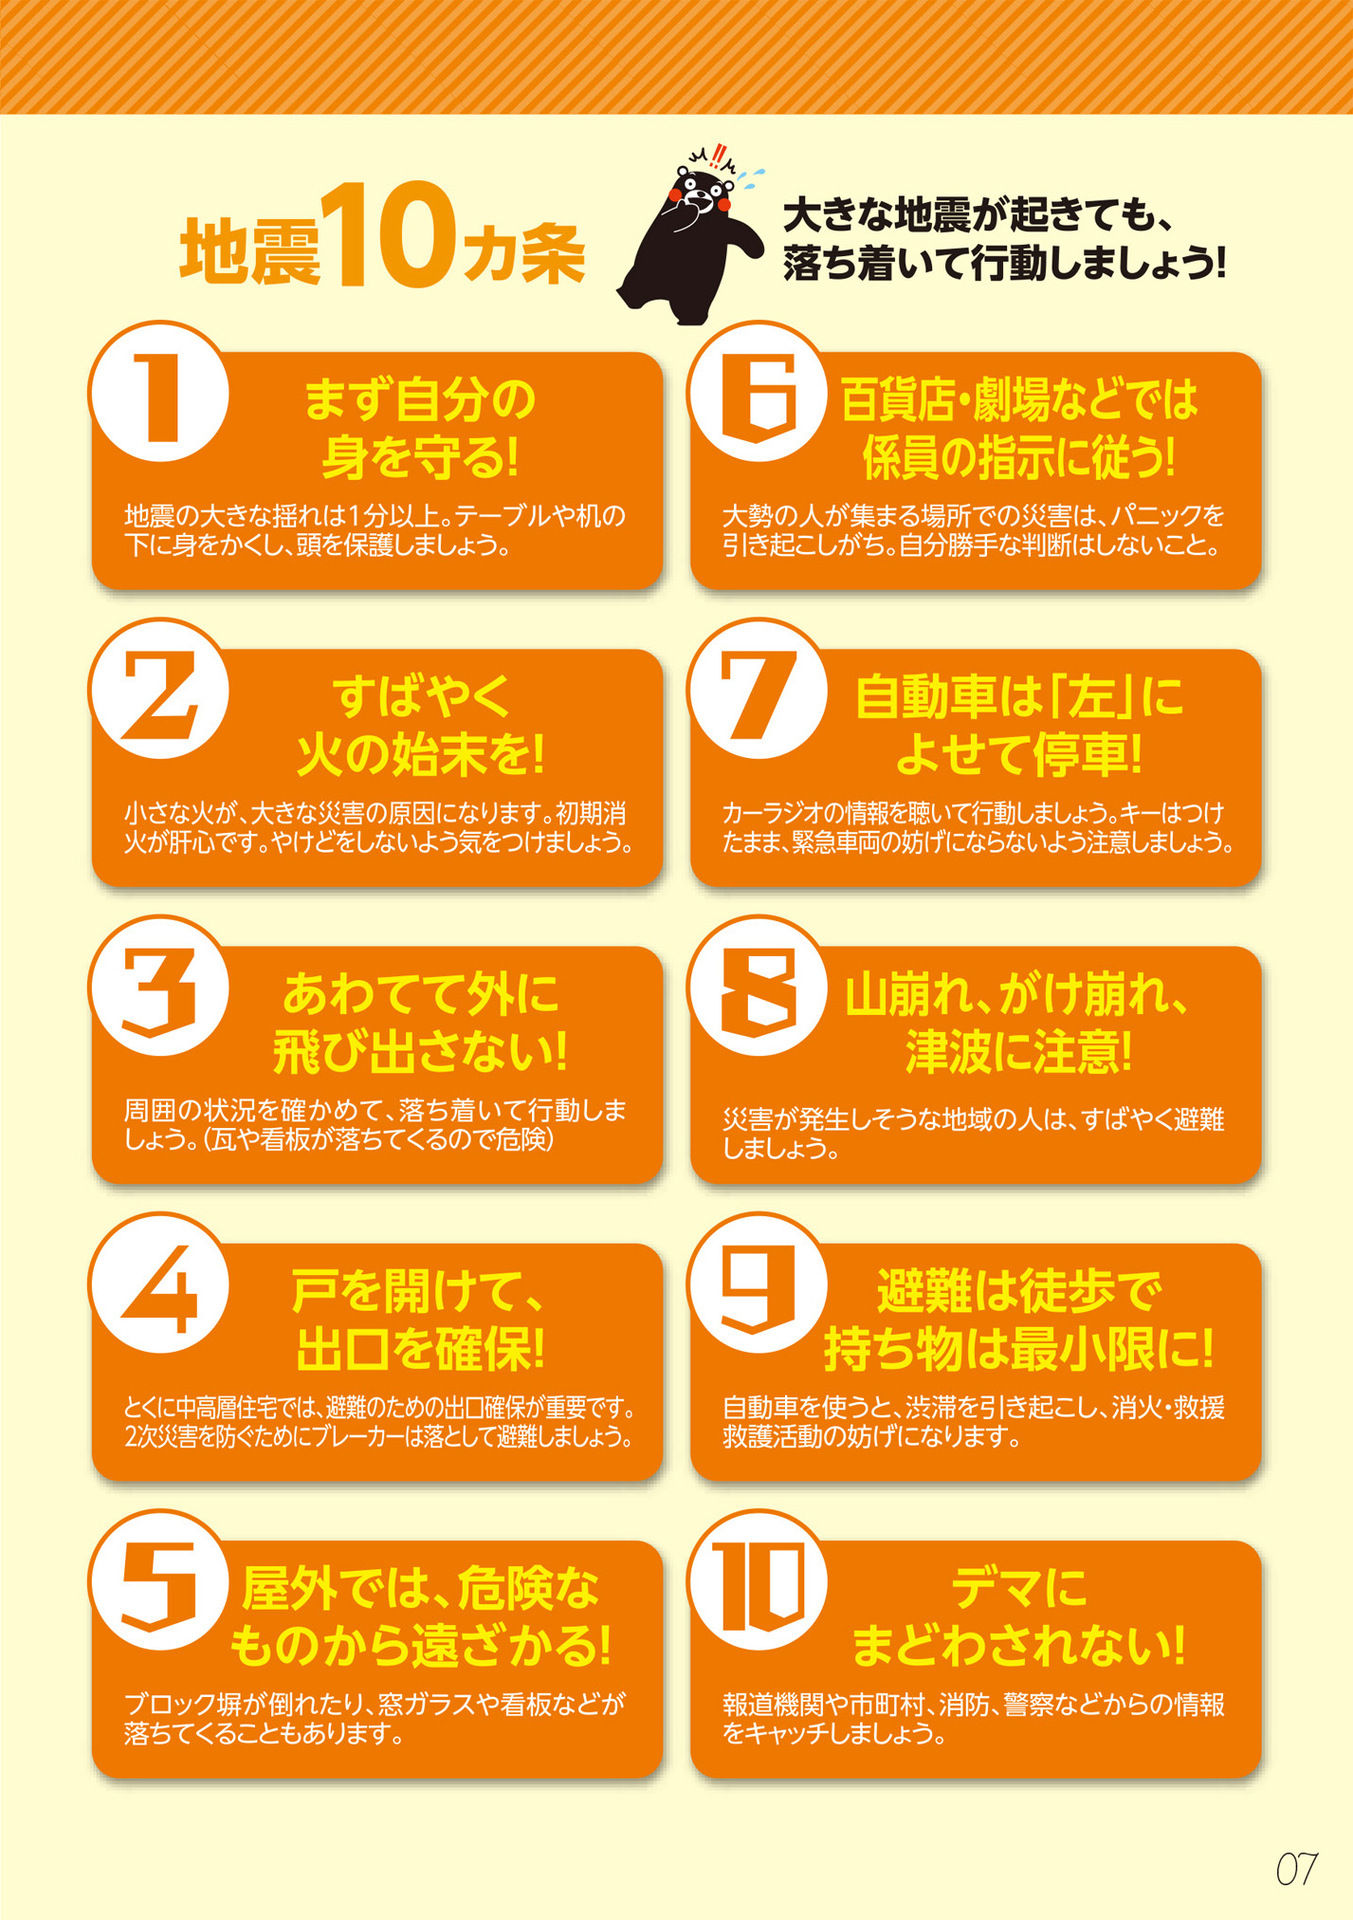 地震10カ条
大きな地震が起きても、
落ち着いて行動しましょう!
1
まず自分の
身を守る!
地震の大きな揺れは1分以上。テーブルや机の
下に身をかくし、頭を保護しましょう。
2
すばやく
火の始末を!
小さな火が、大きな災害の原因になります。初期消
火が肝心です。やけどをしないよう気をつけましょう。
3
あわてて外に
飛び出さない!
周囲の状況を確かめて、落ち着いて行動しま
しょう。(瓦や看板が落ちてくるので危険)
4
戸を開けて、
出口を確保!
とくに中高層住宅では、避難のための出口確保が重要です。
2次災害を防ぐためにブレーカーは落として避難しましょう。
5
屋外では、危険な
ものから遠ざかる!
ブロック塀が倒れたり、窓ガラスや看板などが
落ちてくることもあります。
6
百貨店・劇場などでは
係員の指示に従う!
大勢の人が集まる場所での災害は、パニックを
引き起こしがち。自分勝手な判断はしないこと。
7
自動車は「左」に
よせて停車!
カーラジオの情報を聴いて行動しましょう。キーはつけ
たまま、緊急車両の妨げにならないよう注意しましょう。
8
山崩れ、がけ崩れ、
津波に注意!
災害が発生しそうな地域の人は、すばやく避難
しましょう。
9
避難は徒歩で
持ち物は最小限に!
自動車を使うと、渋滞を引き起こし、消火・救援
救護活動の妨げになります。
10
デマに
まどわされない!
報道機関や市町村、消防、警察などからの情報
をキャッチしましょう。
07